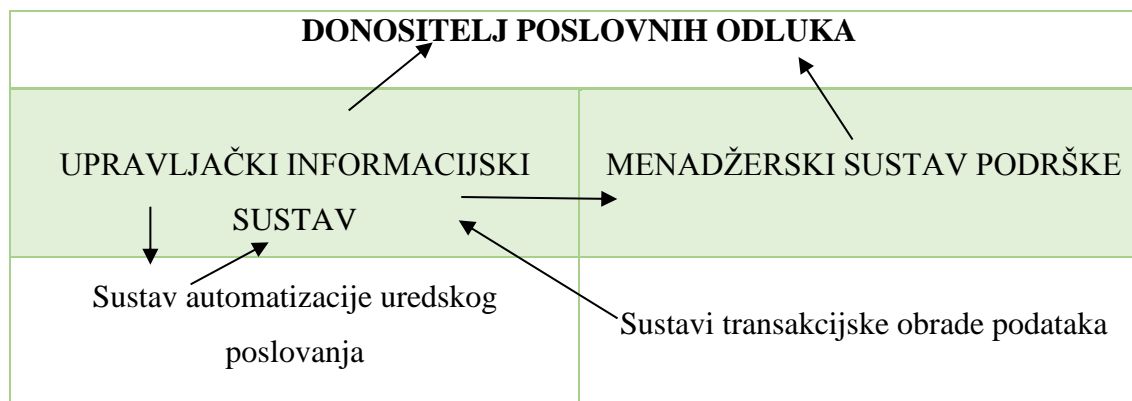 DONOSITELJ POSLOVNIH ODLUKA
UPRAVLJAČKI INFORMACIJSKI
SUSTAV
MENADŽERSKI SUSTAV PODRŠKE
Sustav automatizacije uredskog
poslovanja
Sustavi transakcijske obrade podataka